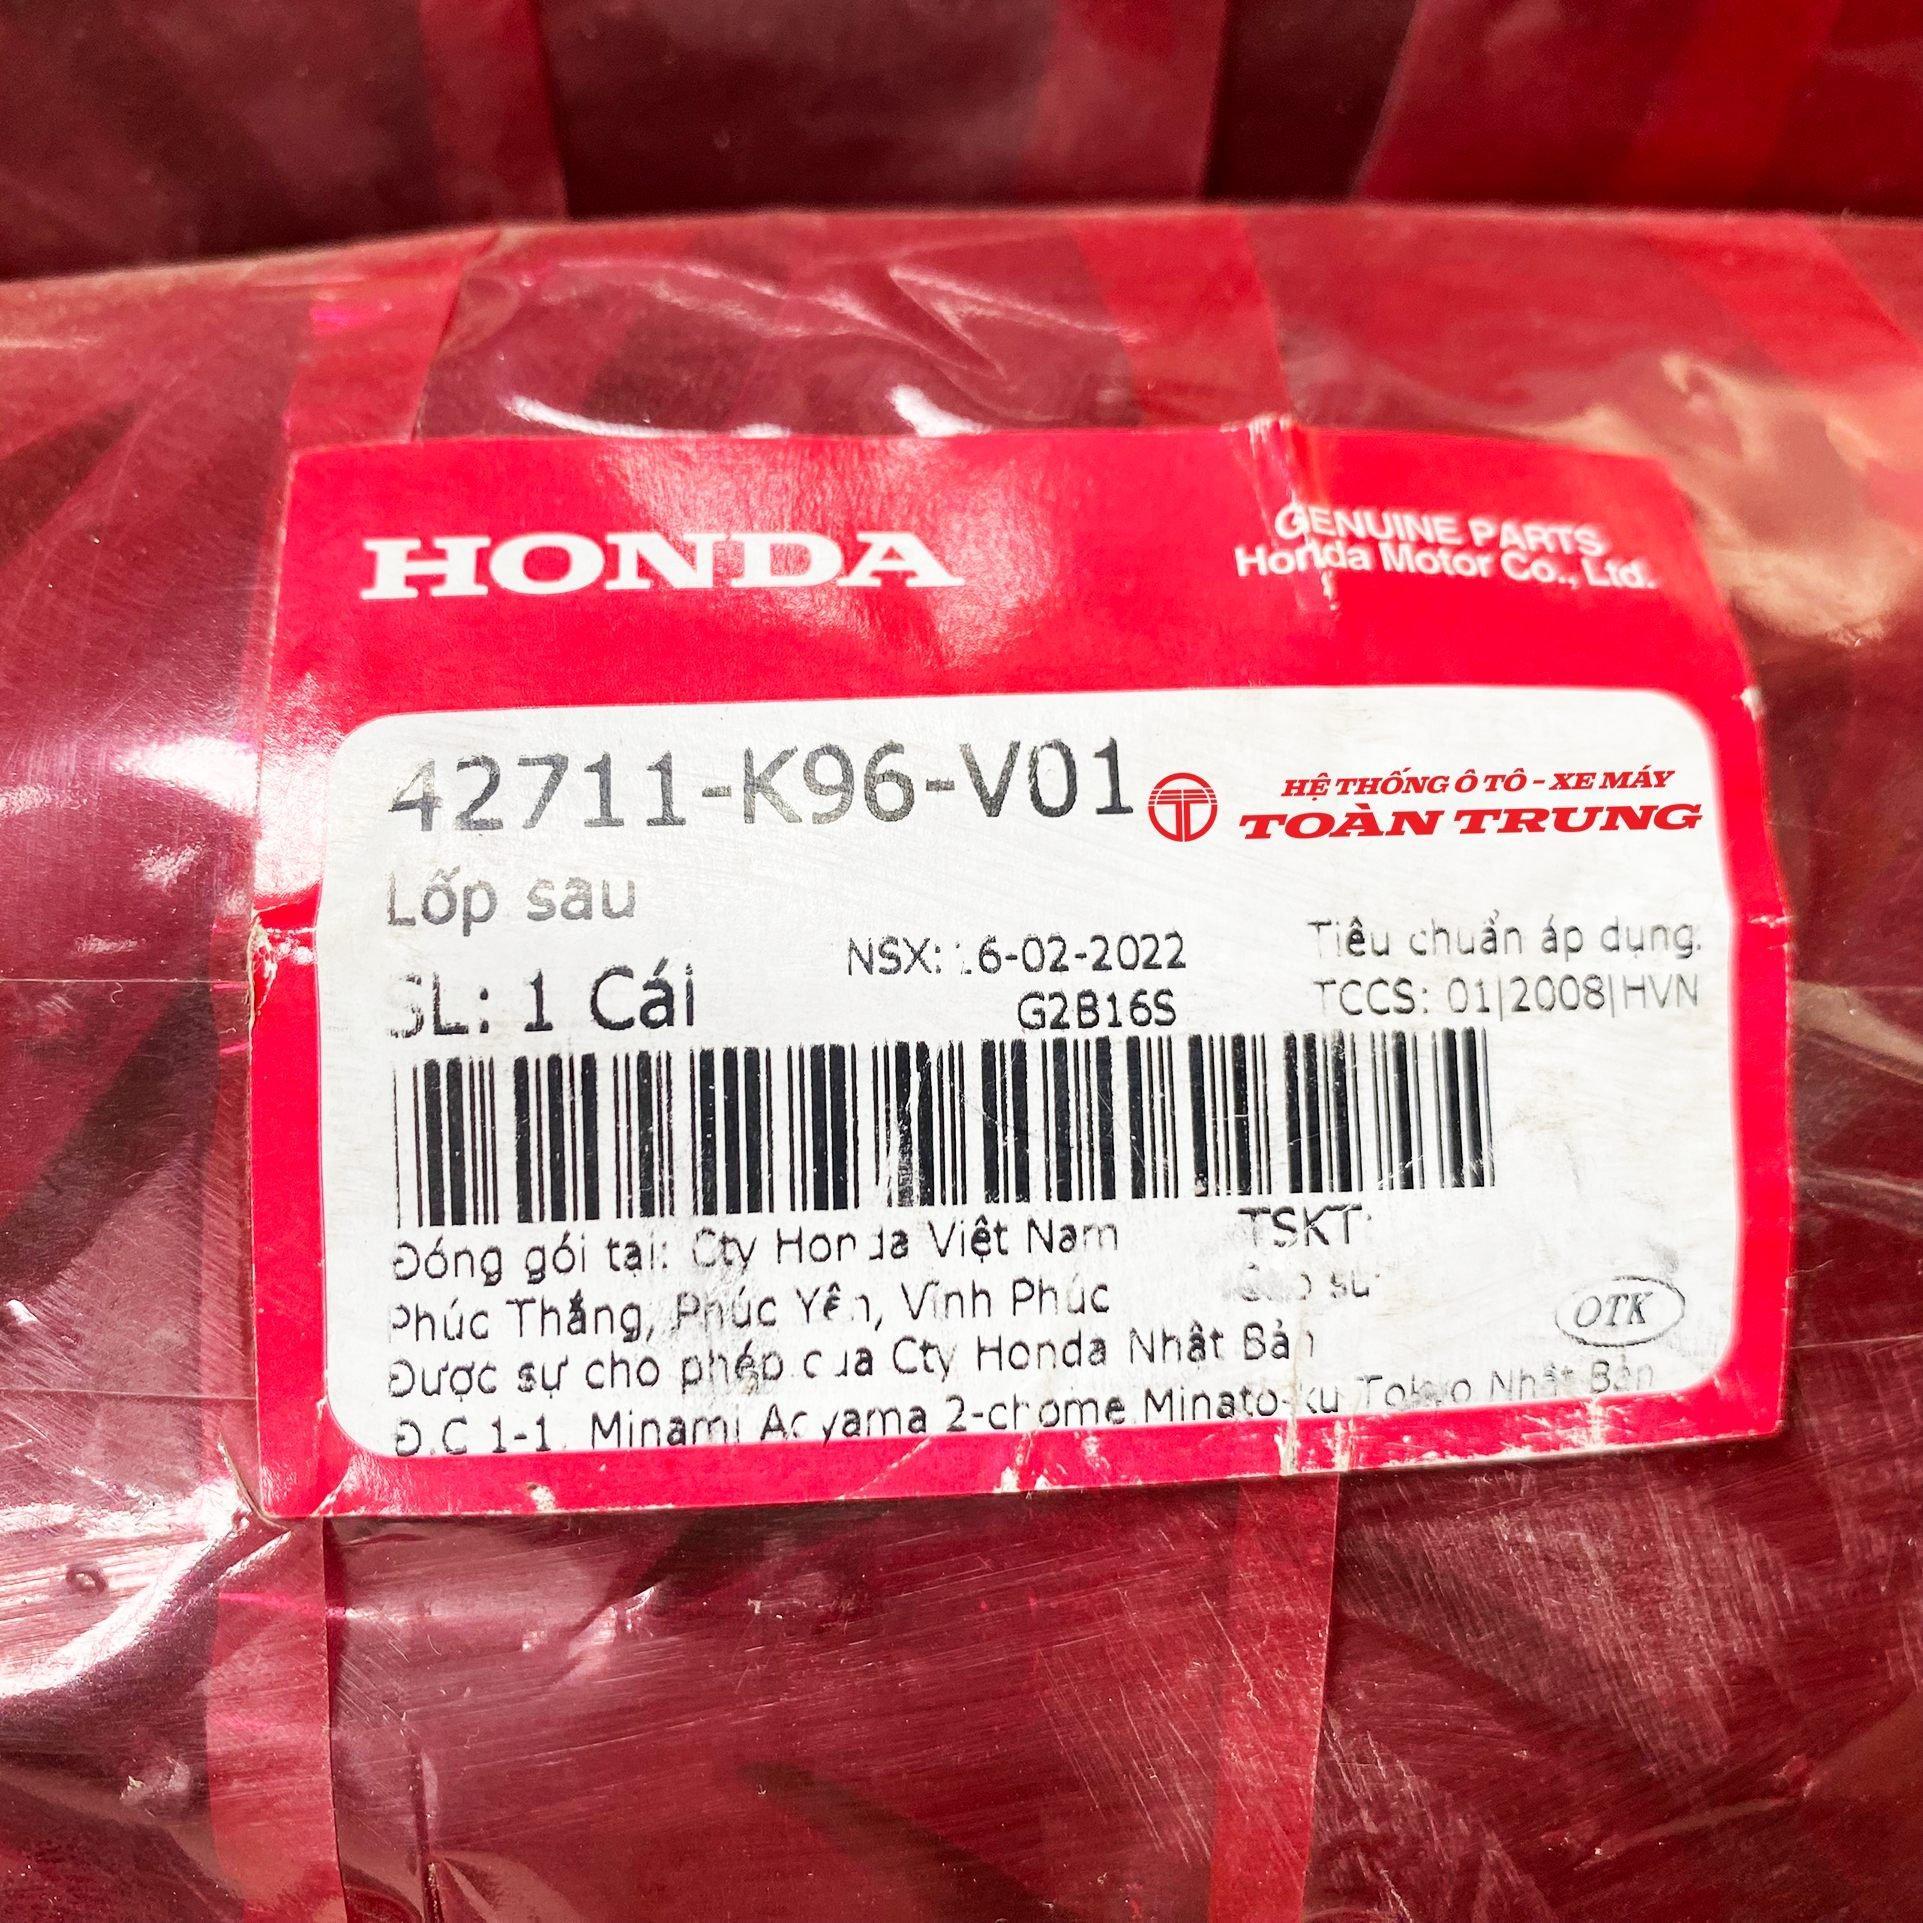 HONDA
GENUINE PARTS
Honda Motor Co., Ltd.
42711-K96-V01
HỆ THỐNG Ô TÔ - XE MÁY
TOÀN TRUNG
Lốp sau
NSX: 16-02-2022
Tiêu chuẩn áp dụng.
SL: 1 Cái
G2B16S
TCCS: 01|2008|HVN
Đóng gói tại: Cty Honda Việt Nam
TSKT:
Phúc Thắng, Phúc Yên, Vĩnh Phúc
Cao su
OTK
Được sự cho phép của Cty Honda Nhật Bản
Đ.C 1-1, Minami Aoyama 2-chome Minato-ku Tokyo Nhật Bản